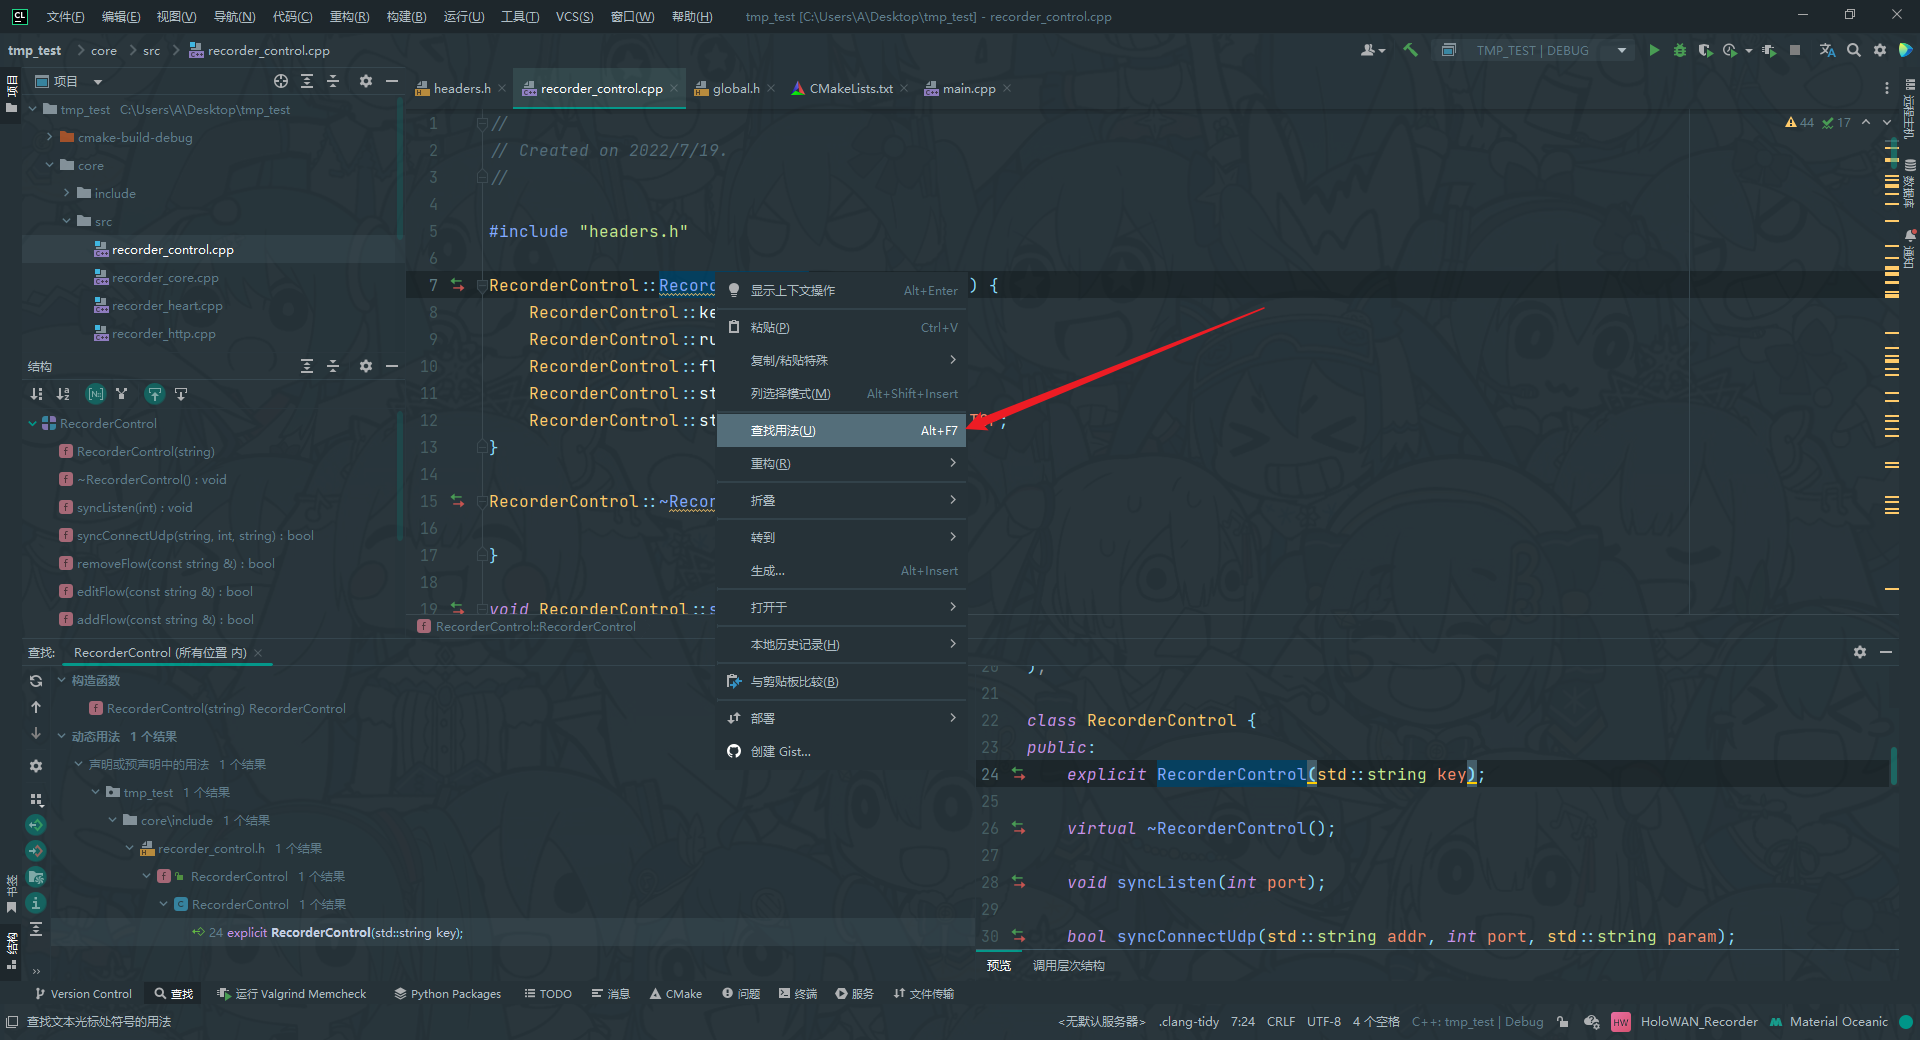 CL 文件(F) 编辑(E) 视图(V) 导航(N) 代码(C) 重构(R) 构建(B) 运行(U) 工具(T) VCS(S) 窗口(W) 帮助(H) tmp_test [C:\Users\A\Desktop\tmp_test] - recorder_control.cpp
tmp_test core src recorder_control.cpp TMP_TEST | DEBUG
项目
项目
headers.h recorder_control.cpp global.h CMakeLists.txt main.cpp
tmp_test C:\Users\A\Desktop\tmp_test
cmake-build-debug
core
include
src
recorder_control.cpp
recorder_core.cpp
recorder_heart.cpp
recorder_http.cpp
结构
RecorderControl
RecorderControl(string)
~RecorderControl() : void
syncListen(int) : void
syncConnectUdp(string, int, string) : bool
removeFlow(const string &) : bool
editFlow(const string &) : bool
addFlow(const string &) : bool
44 17
1 //
2 // Created on 2022/7/19.
3 //
4
5 #include "headers.h"
6
7 RecorderControl::Record ) {
8 RecorderControl::ke
9 RecorderControl::ru
10 RecorderControl::fl
11 RecorderControl::st
12 RecorderControl::st ;
13 }
14
15 RecorderControl::~Recor
16
17 }
18
19 void RecorderControl::s
RecorderControl::RecorderControl
显示上下文操作 Alt+Enter
粘贴(P) Ctrl+V
复制/粘贴特殊
列选择模式(M) Alt+Shift+Insert
查找用法(U) Alt+F7
重构(R)
折叠
转到
生成... Alt+Insert
打开于
本地历史记录(H)
与剪贴板比较(B)
部署
创建 Gist...
远程主机
数据库
通知
查找: RecorderControl (所有位置 内)
构造函数
RecorderControl(string) RecorderControl
动态用法 1 个结果
声明或预声明中的用法 1 个结果
tmp_test 1 个结果
core\include 1 个结果
recorder_control.h 1 个结果
RecorderControl 1 个结果
RecorderControl 1 个结果
24 explicit RecorderControl(std::string key);
书签
结构
20 };
21
22 class RecorderControl {
23 public:
24 explicit RecorderControl(std::string key);
25
26 virtual ~RecorderControl();
27
28 void syncListen(int port);
29
30 bool syncConnectUdp(std::string addr, int port, std::string param);
预览 调用层次结构
Version Control 查找 运行 Valgrind Memcheck Python Packages TODO 消息 CMake 问题 终端 服务 文件传输
查找文本光标处符号的用法 <无默认服务器> .clang-tidy 7:24 CRLF UTF-8 4 个空格 C++: tmp_test | Debug HW HoloWAN_Recorder Material Oceanic